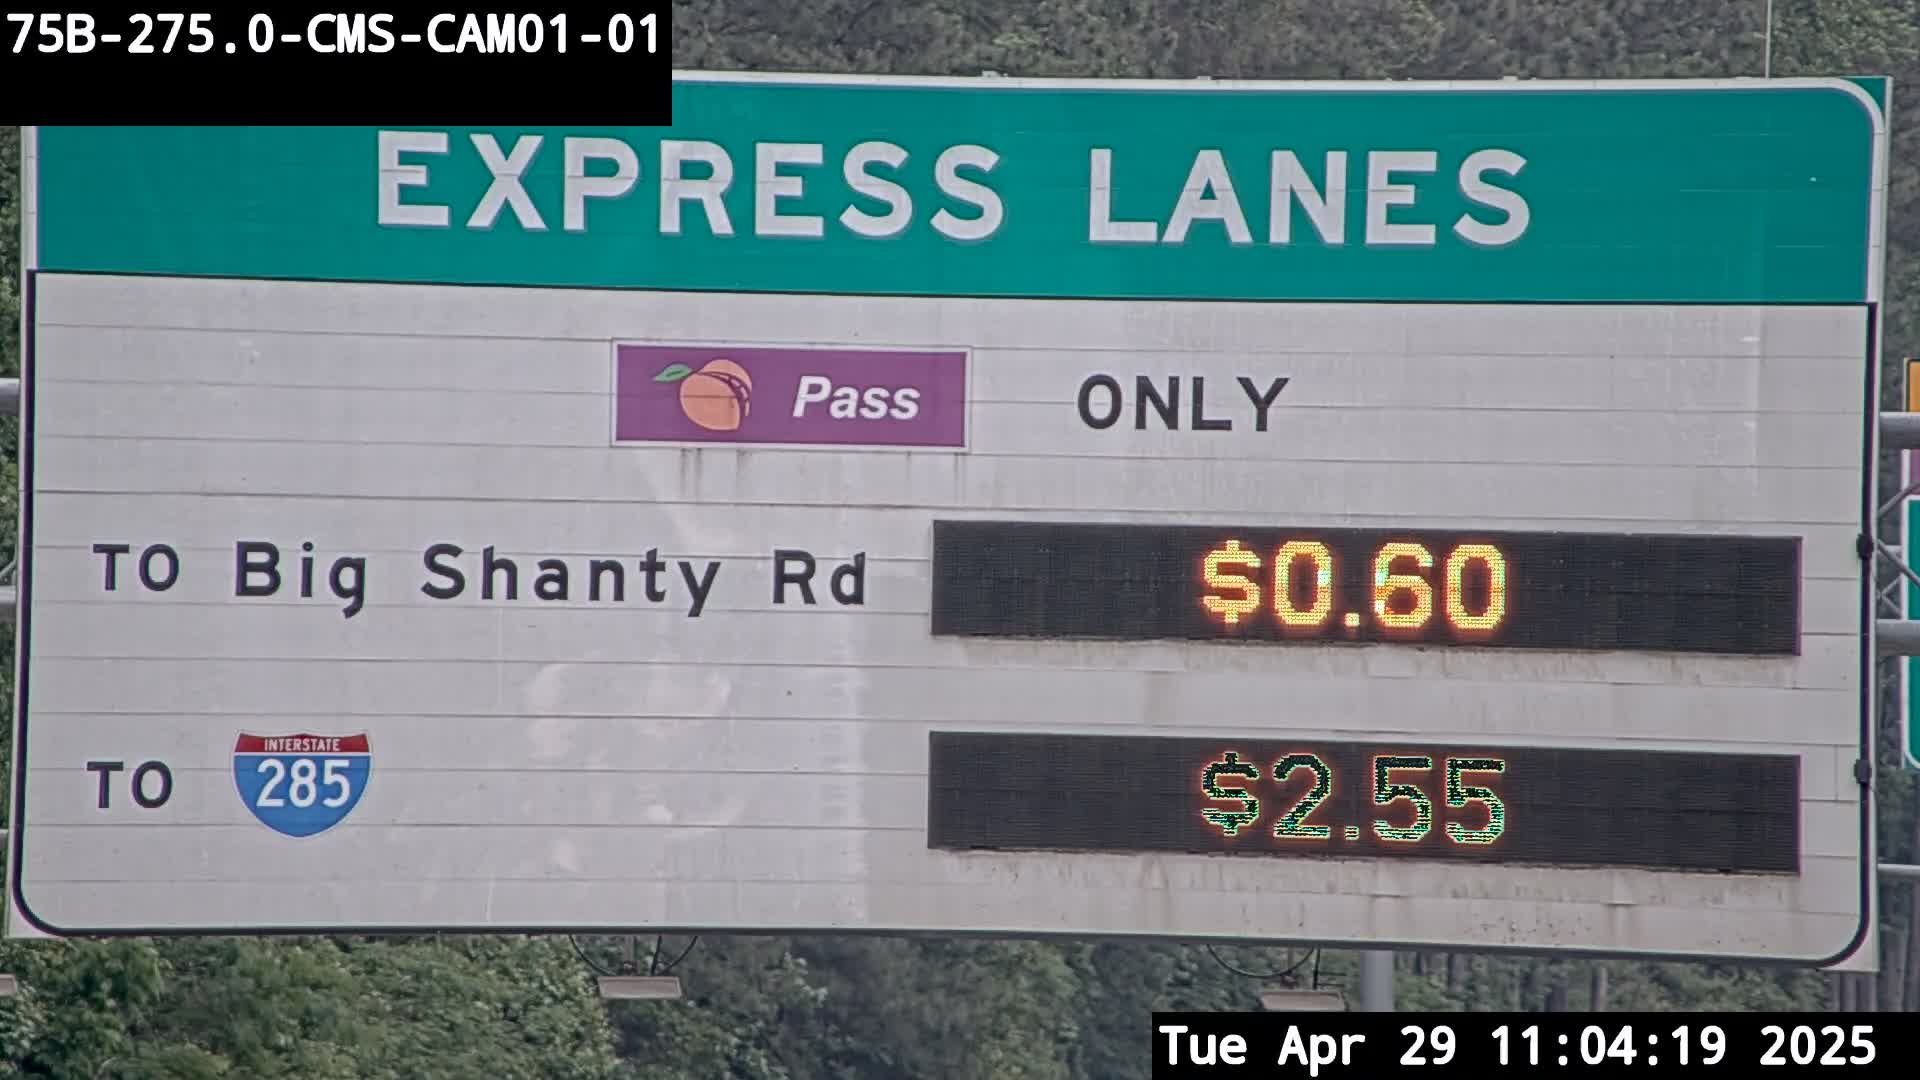 75B-275.0-CMS-CAM01-01
EXPRESS LANES
Pass ONLY
TO Big Shanty Rd $0.60
INTERSTATE
TO 285 $2.55
Tue Apr 29 11:04:19 2025